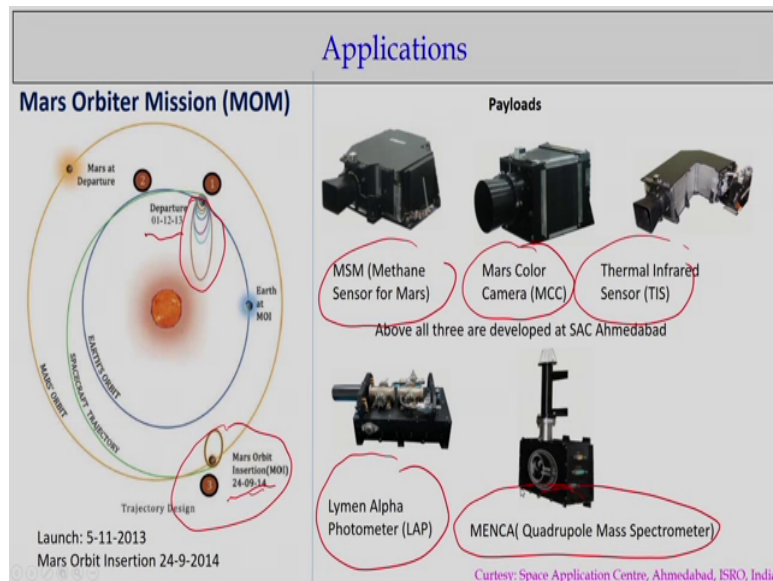 Applications
Mars Orbiter Mission (MOM)
Mars at
Departure
2
1
Departure
01-12-13
Earth
at
MOI
EARTH'S ORBIT
SPACECRAFT TRAJECTORY
MARS' ORBIT
Mars Orbit
Insertion(MOI)
24-09-14
3
Trajectory Design
Launch: 5-11-2013
Mars Orbit Insertion 24-9-2014
Payloads
MSM (Methane
Sensor for Mars)
Mars Color
Camera (MCC)
Thermal Infrared
Sensor (TIS)
Above all three are developed at SAC Ahmedabad
Lymen Alpha
Photometer (LAP)
MENCA( Quadrupole Mass Spectrometer)
Curtesy: Space Application Centre, Ahmedabad, ISRO, India